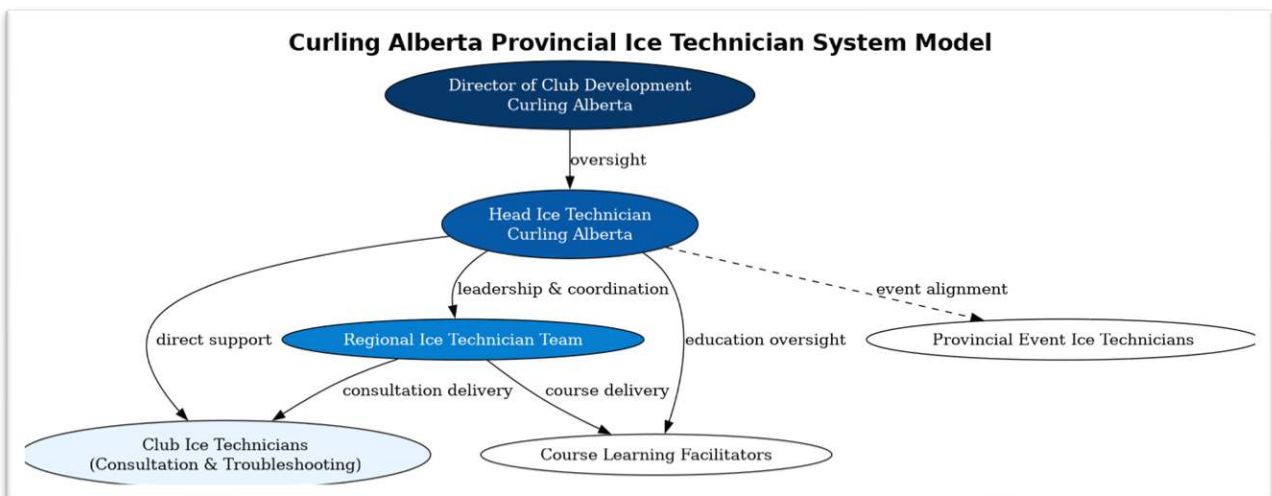 Curling Alberta Provincial Ice Technician System Model
Director of Club Development
Curling Alberta
oversight
Head Ice Technician
Curling Alberta
leadership & coordination
event alignment
direct support
Regional Ice Technician Team
education oversight
Provincial Event Ice Technicians
consultation delivery
course delivery
Club Ice Technicians
(Consultation & Troubleshooting)
Course Learning Facilitators